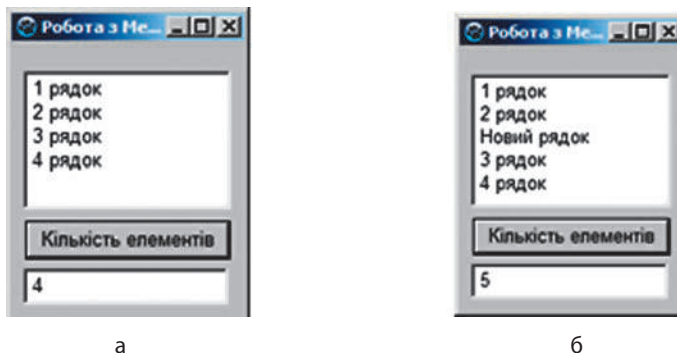 Робота з Ме...
1 рядок
2 рядок
3 рядок
4 рядок
Кількість елементів
4
а
Робота з Ме...
1 рядок
2 рядок
Новий рядок
3 рядок
4 рядок
Кількість елементів
5
б